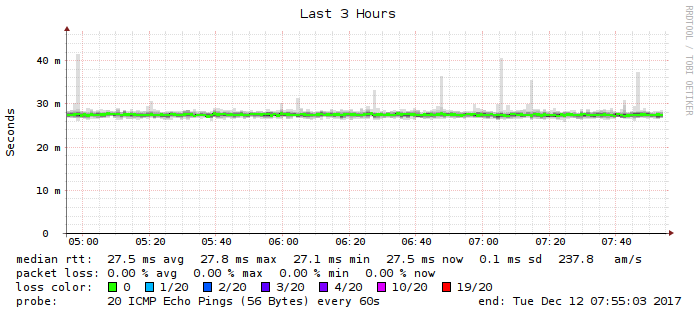 Last 3 Hours
RRDTOOL / TOBI OETIKER
Seconds
40 m
30 m
20 m
10 m
0
05:00 05:20 05:40 06:00 06:20 06:40 07:00 07:20 07:40
median rtt: 27.5 ms avg 27.8 ms max 27.1 ms min 27.5 ms now 0.1 ms sd 237.8 am/s
packet loss: 0.00 % avg 0.00 % max 0.00 % min 0.00 % now
loss color: 0 1/20 2/20 3/20 4/20 10/20 19/20
probe: 20 ICMP Echo Pings (56 Bytes) every 60s end: Tue Dec 12 07:55:03 2017